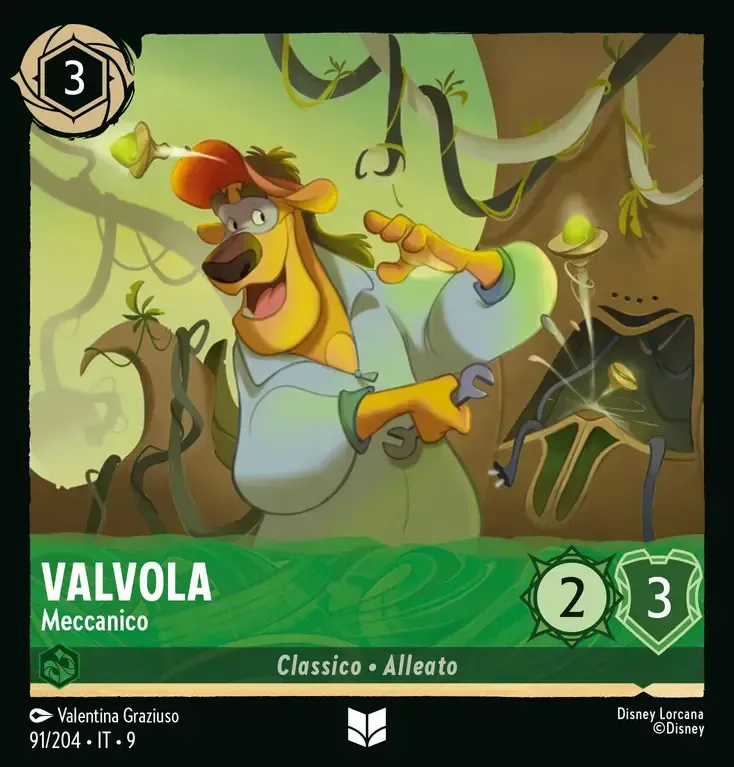 3
VALVOLA
Meccanico
2
3
Classico • Alleato
Valentina Graziuso
Disney Lorcana
91/204 • IT • 9
©Disney